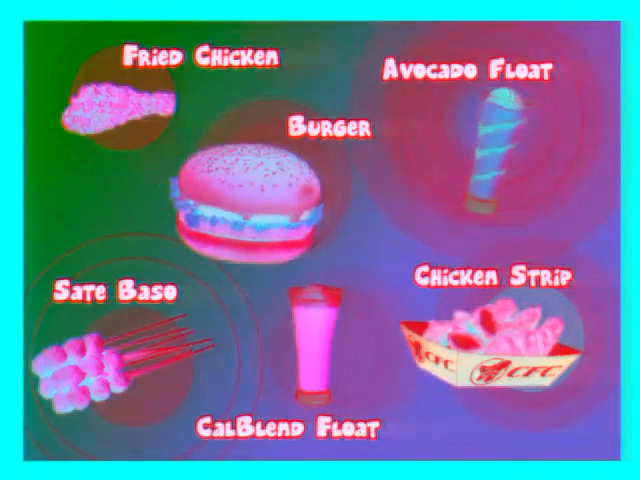 Fried Chicken
Avocado Float
Burger
Chicken Strip
Sate Baso
CFC
CFC
CalBlend Float